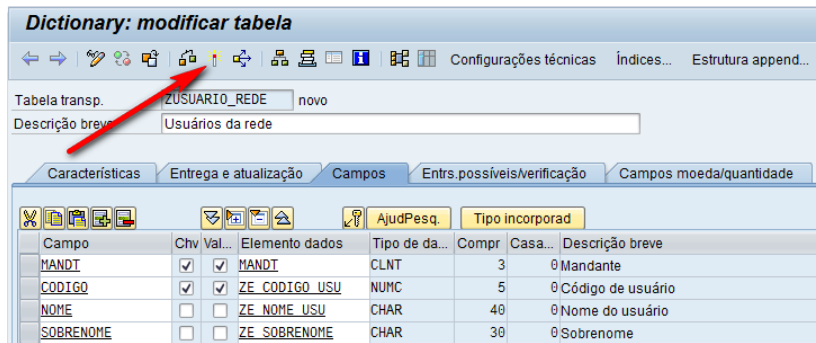 Dictionary: modificar tabela
Configurações técnicas Índices... Estrutura append...
Tabela transp. ZUSUARIO_REDE novo
Descrição breve Usuários da rede
Características Entrega e atualização Campos Entrs.possíveis/verificação Campos moeda/quantidade
AjudPesq. Tipo incorporad
Campo Chv Val... Elemento dados Tipo de da... Compr Casa... Descrição breve
MANDT MANDT CLNT 3 0 Mandante
CODIGO ZE_CODIGO_USU NUMC 5 0 Código de usuário
NOME ZE_NOME_USU CHAR 40 0 Nome do usuário
SOBRENOME ZE_SOBRENOME CHAR 30 0 Sobrenome